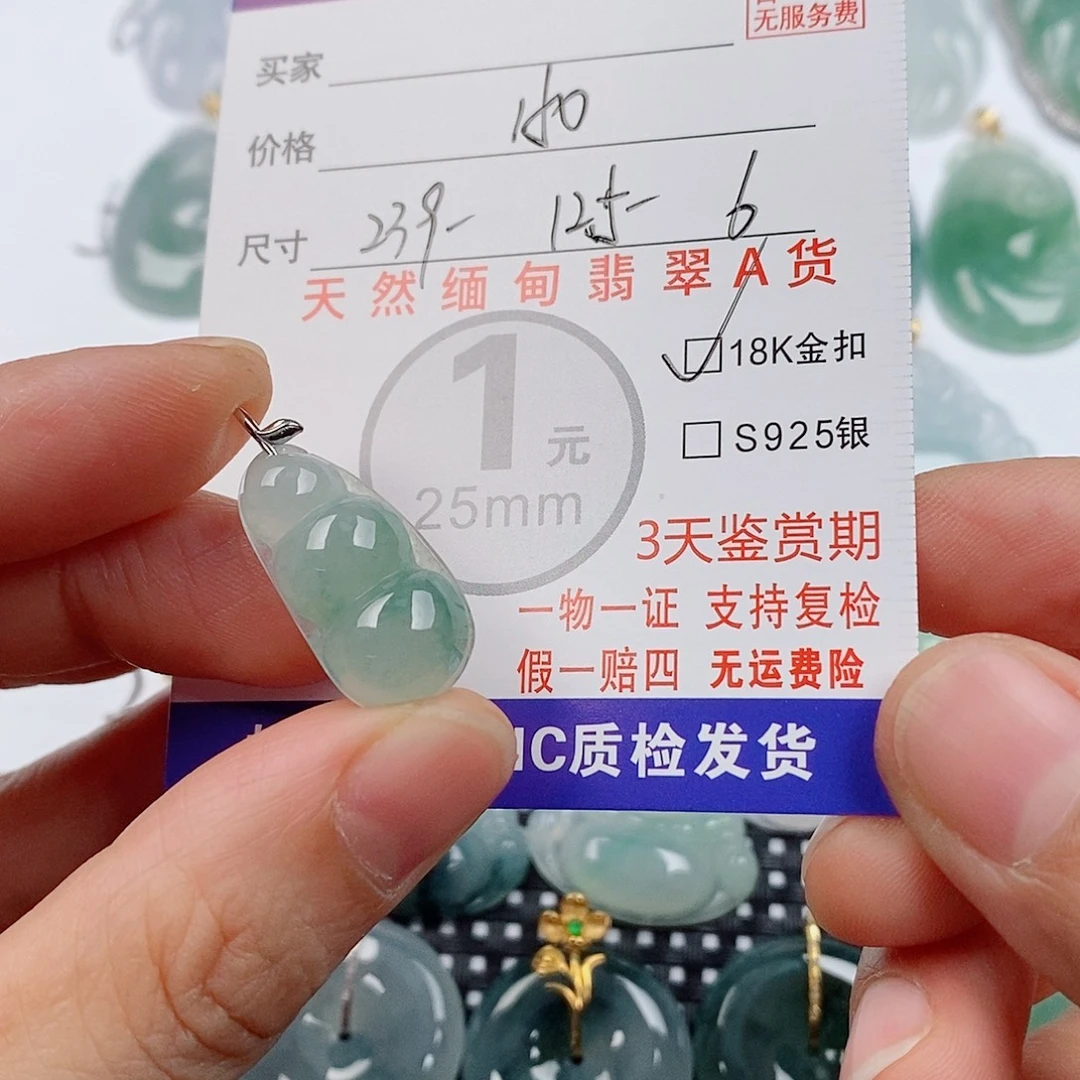 无服务费
买家
价格
尺寸 239- 125- 6
天然缅甸翡翠A货
1元
25mm
18K金扣
S925银
3天鉴赏期
一物一证 支持复检
假一赔四 无运费险
C质检发货